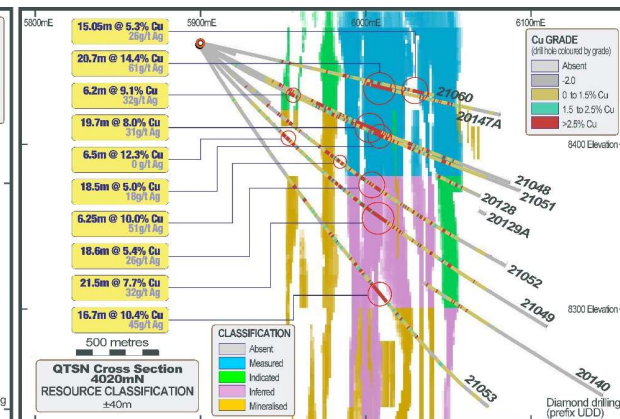 5800mE
5900mE
6000mE
6100mE
15.05m @ 5.3% Cu
26g/t Ag
20.7m @ 14.4% Cu
61g/t Ag
6.2m @ 9.1% Cu
32g/t Ag
19.7m @ 8.0% Cu
31g/t Ag
6.5m @ 12.3% Cu
0 g/t Ag
18.5m @ 5.0% Cu
18g/t Ag
6.25m @ 10.0% Cu
51g/t Ag
18.6m @ 5.4% Cu
26g/t Ag
21.5m @ 7.7% Cu
32g/t Ag
16.7m @ 10.4% Cu
45g/t Ag
500 metres
QTSN Cross Section
4020mN
RESOURCE CLASSIFICATION
±40m
CLASSIFICATION
Absent
Measured
Indicated
Inferred
Mineralised
Cu GRADE
(drill hole coloured by grade)
Absent
-2.0
0 to 1.5% Cu
1.5 to 2.5% Cu
>2.5% Cu
21060
20147A
8400 Elevation
21048
21051
20128
20129A
21052
21049
8300 Elevation
20140
21053
Diamond drilling
(prefix UDD)